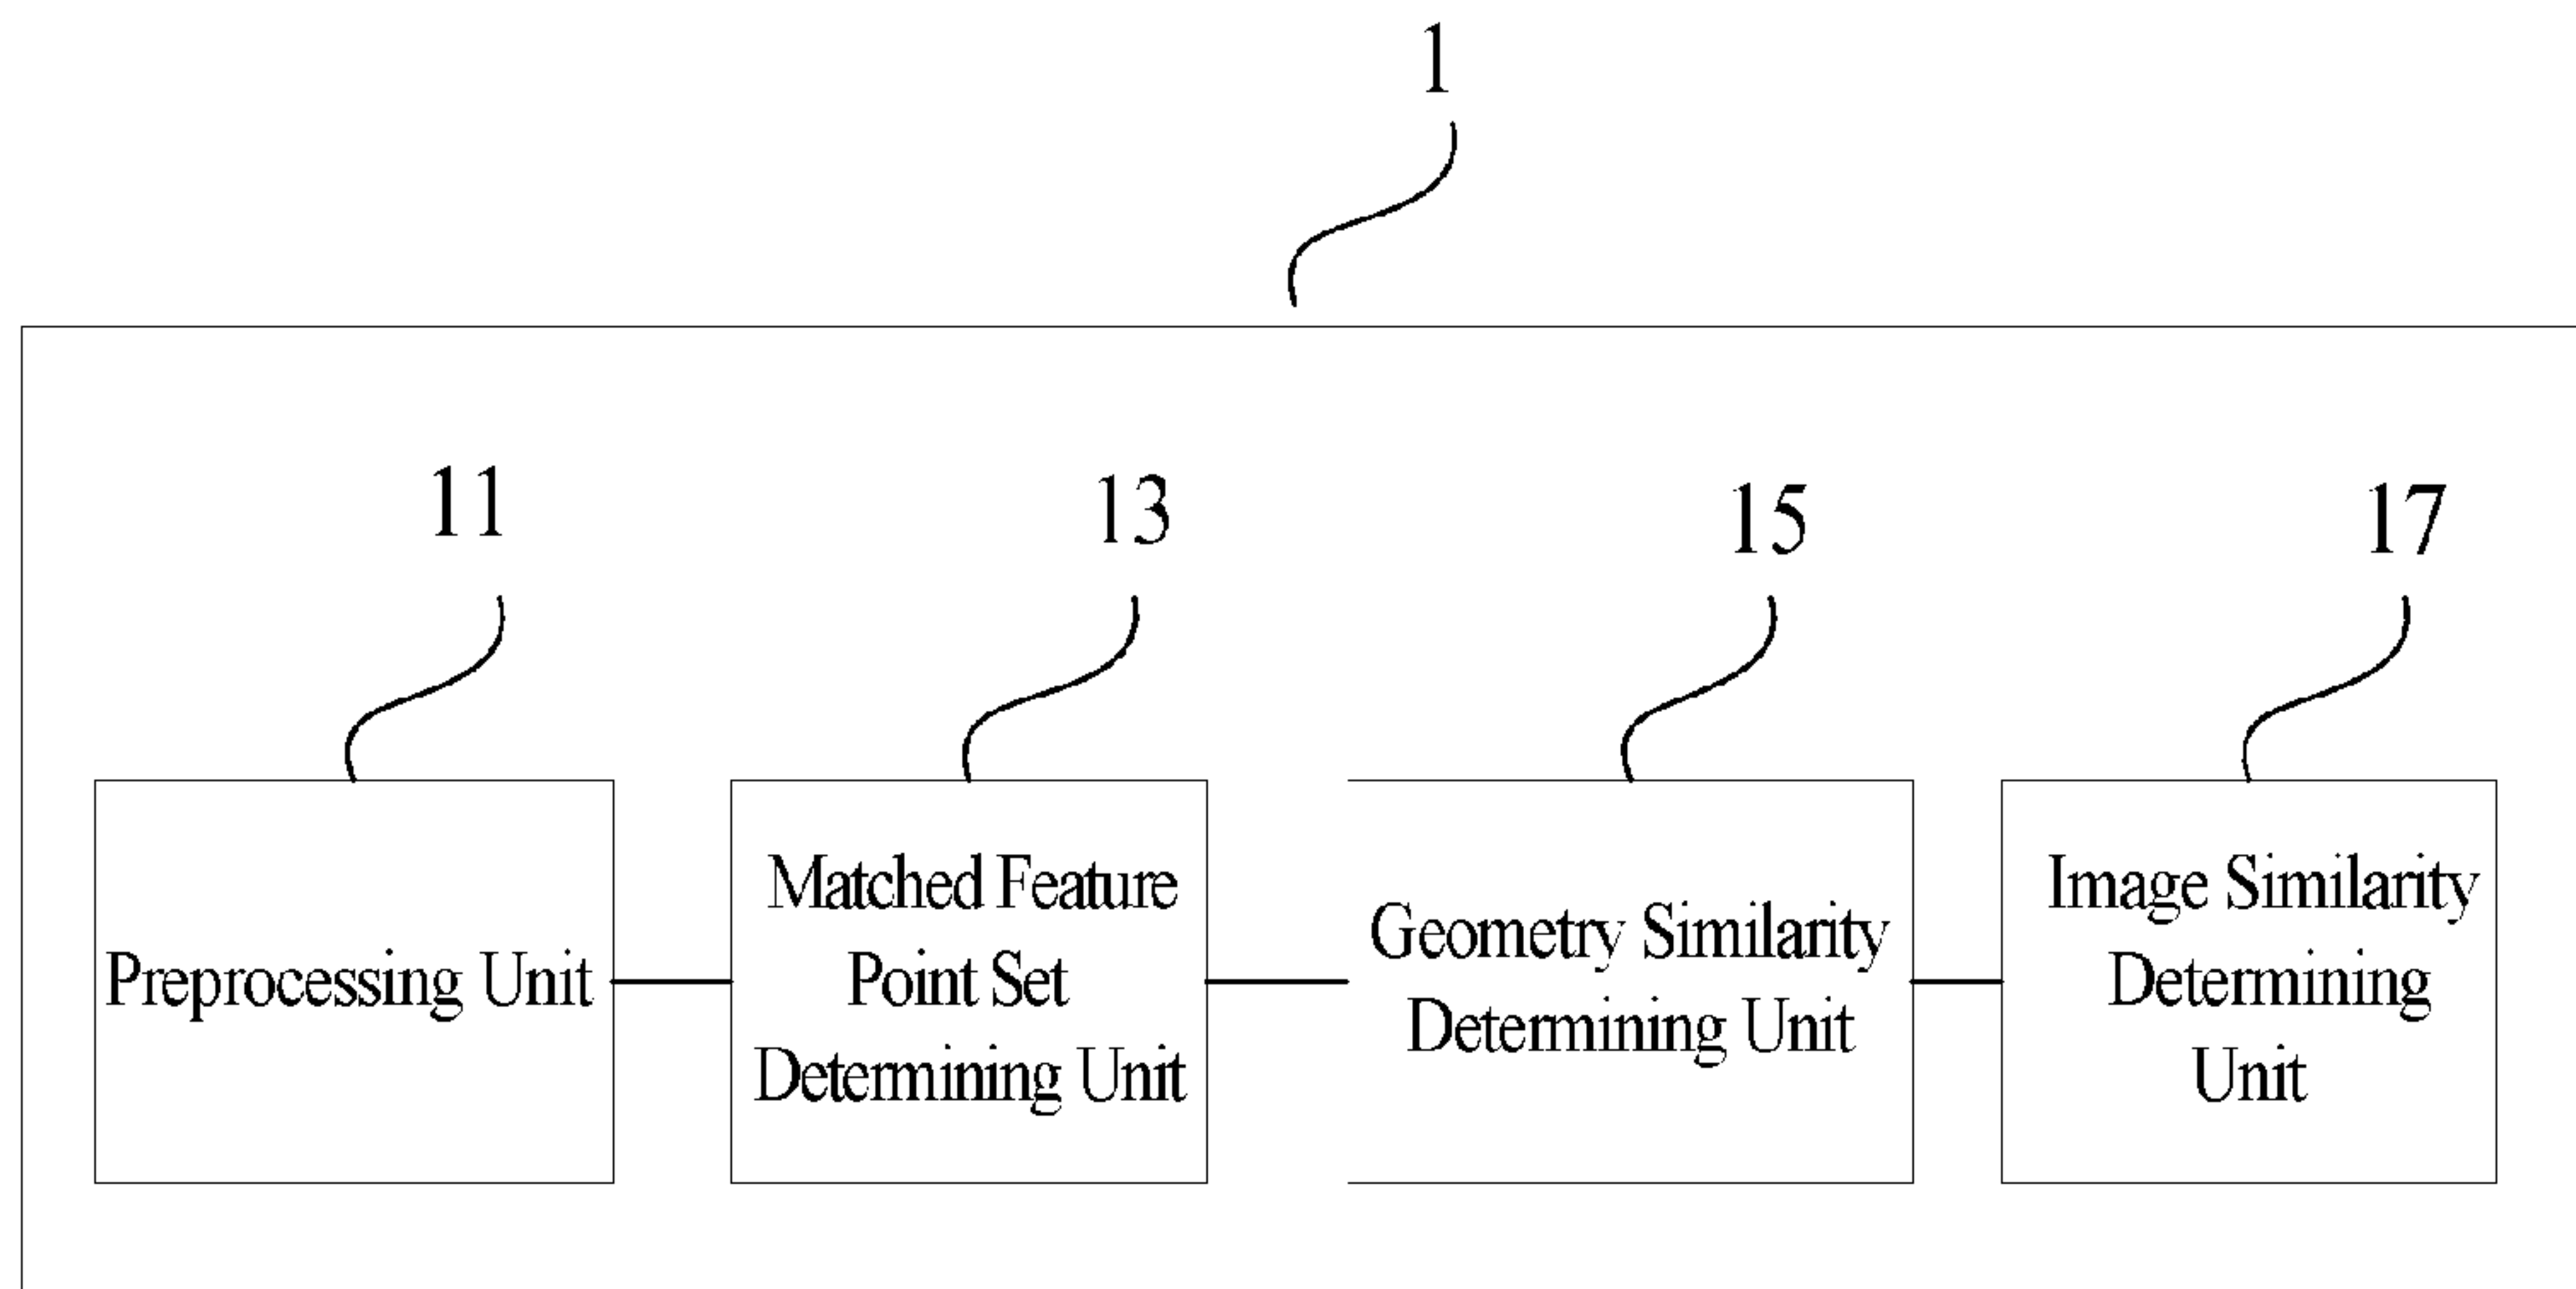 1
11
13
15
17
Preprocessing Unit
Matched Feature
Point Set
Determining Unit
Geometry Similarity
Determining Unit
Image Similarity
Determining
Unit